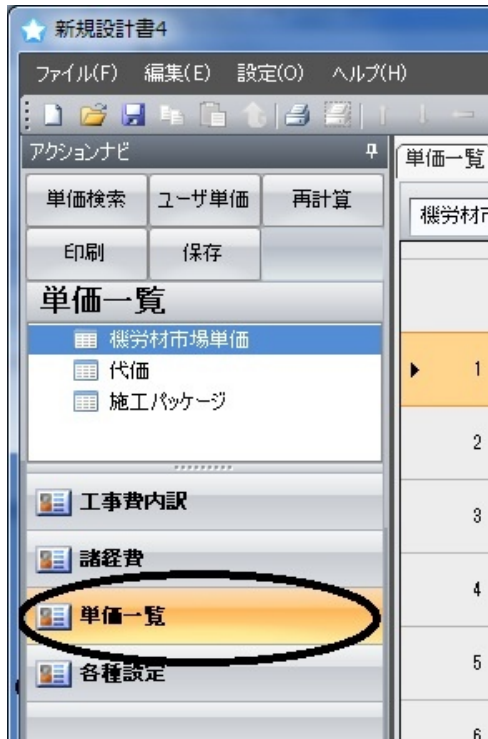 新規設計書4
ファイル(F) 編集(E) 設定(O) ヘルプ(H)
アクションナビ
単価検索 ユーザ単価 再計算
印刷 保存
単価一覧
機労材市場単価
代価
施工パッケージ
工事費内訳
諸経費
単価一覧
各種設定
単価一覧
機労材市
1
2
3
4
5
6